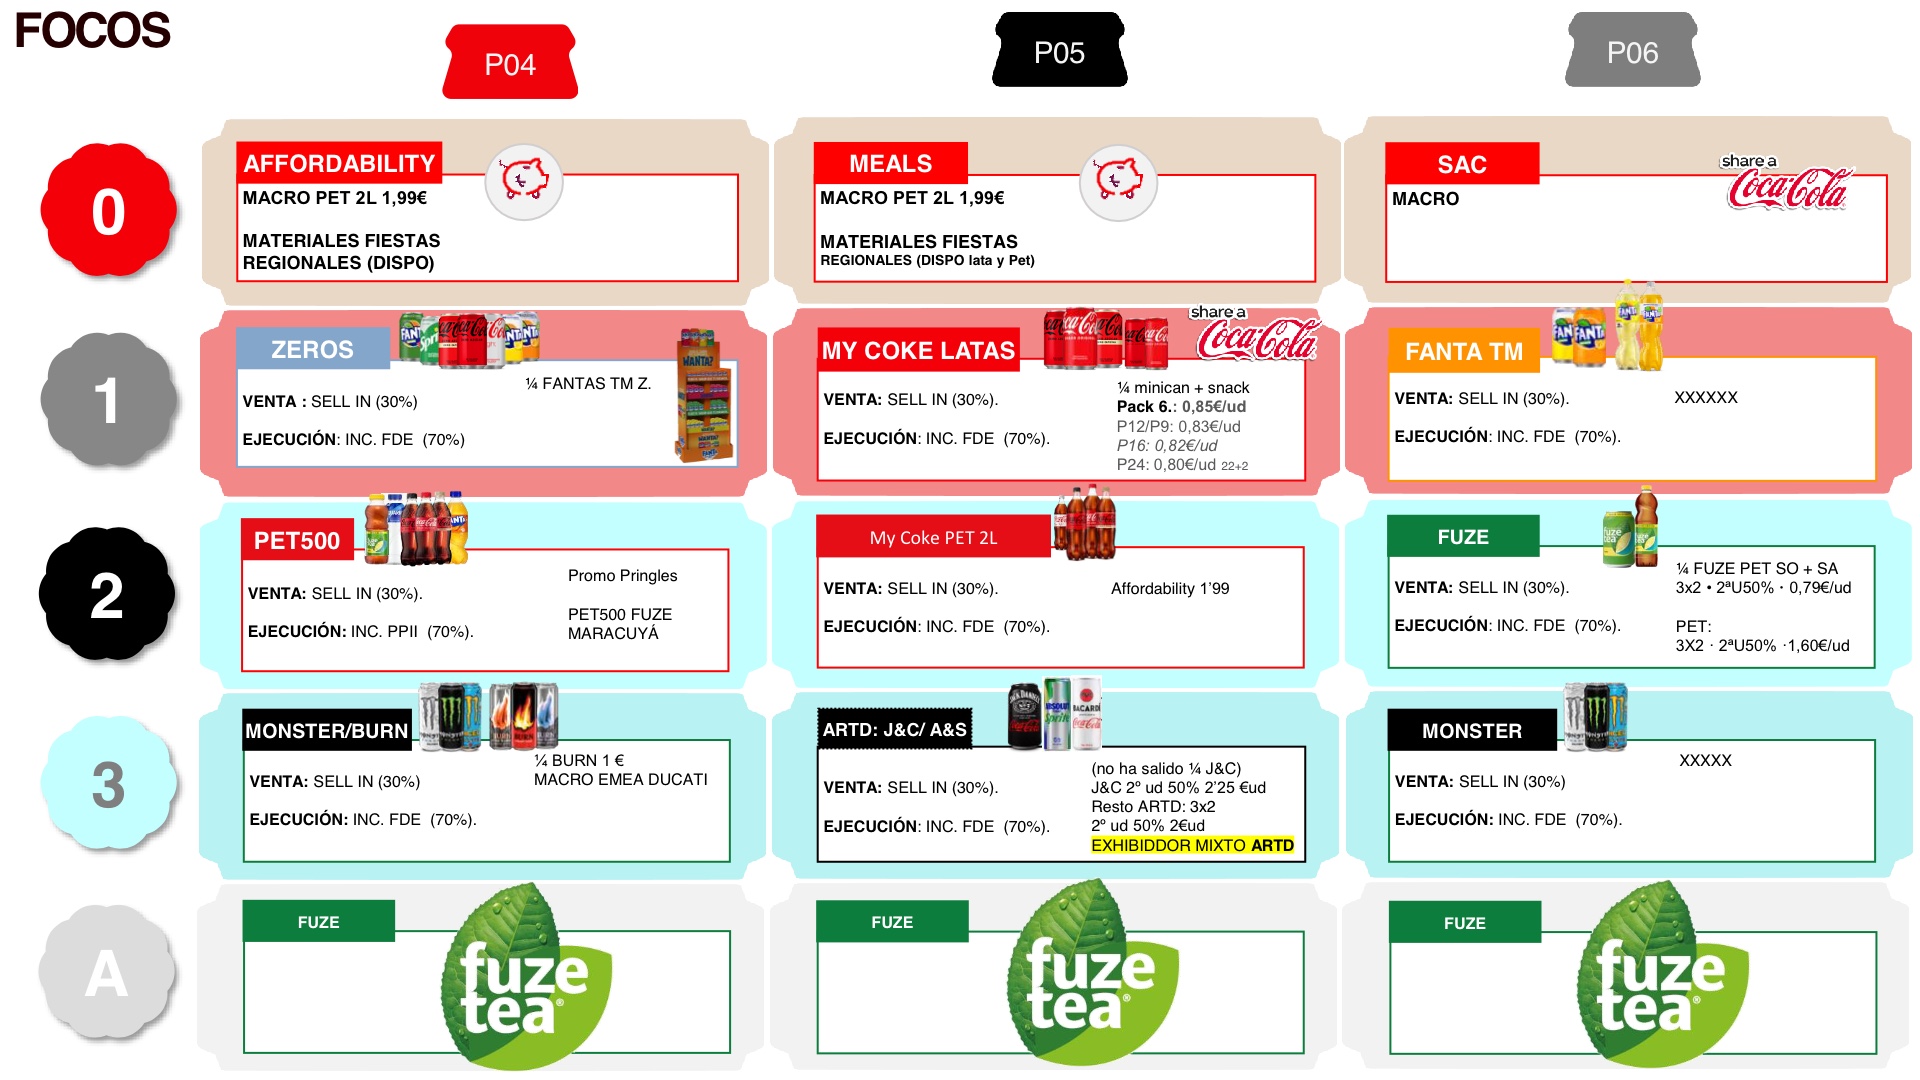 FOCOS
P04
P05
P06
0
AFFORDABILITY
MACRO PET 2L 1,99€
MATERIALES FIESTAS
REGIONALES (DISPO)
MEALS
MACRO PET 2L 1,99€
MATERIALES FIESTAS
REGIONALES (DISPO lata y Pet)
SAC
share a
Coca-Cola
MACRO
1
ZEROS
¼ FANTAS TM Z.
WANTA?
VENTA : SELL IN (30%)
EJECUCIÓN: INC. FDE (70%)
MY COKE LATAS
share a
Coca-Cola
VENTA: SELL IN (30%).
EJECUCIÓN: INC. FDE (70%).
¼ minican + snack
Pack 6.: 0,85€/ud
P12/P9: 0,83€/ud
P16: 0,82€/ud
P24: 0,80€/ud 22+2
FANTA TM
VENTA: SELL IN (30%).
EJECUCIÓN: INC. FDE (70%).
XXXXXX
2
PET500
VENTA: SELL IN (30%).
EJECUCIÓN: INC. PPII (70%).
Promo Pringles
PET500 FUZE
MARACUYÁ
My Coke PET 2L
VENTA: SELL IN (30%).
EJECUCIÓN: INC. FDE (70%).
Affordability 1’99
FUZE
VENTA: SELL IN (30%).
EJECUCIÓN: INC. FDE (70%).
¼ FUZE PET SO + SA
3x2 • 2ªU50% · 0,79€/ud
PET:
3X2 · 2ªU50% ·1,60€/ud
3
MONSTER/BURN
VENTA: SELL IN (30%)
EJECUCIÓN: INC. FDE (70%).
¼ BURN 1 €
MACRO EMEA DUCATI
ARTD: J&C/ A&S
VENTA: SELL IN (30%).
EJECUCIÓN: INC. FDE (70%).
(no ha salido ¼ J&C)
J&C 2º ud 50% 2’25 €ud
Resto ARTD: 3x2
2º ud 50% 2€ud
EXHIBIDDOR MIXTO ARTD
MONSTER
VENTA: SELL IN (30%)
EJECUCIÓN: INC. FDE (70%).
XXXXX
A
FUZE
fuze
tea®
FUZE
fuze
tea®
FUZE
fuze
tea®